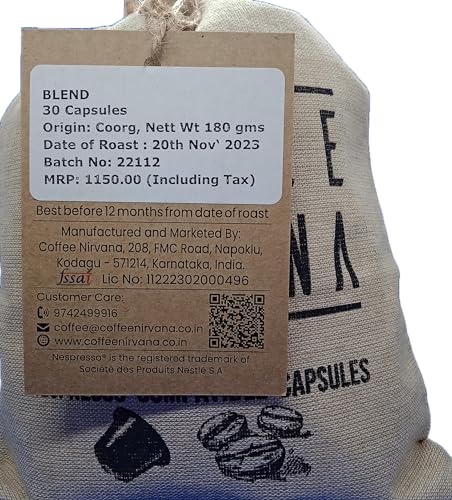 BLEND
30 Capsules
Origin: Coorg, Nett Wt 180 gms
Date of Roast : 20th Nov' 2023
Batch No: 22112
MRP: 1150.00 (Including Tax)
Best before 12 months from date of roast
Manufactured and Marketed By:
Coffee Nirvana, 208, FMC Road, Napoklu,
Kodagu - 571214, Karnataka, India.
fssai Lic No: 11222302000496
Customer Care:
9742499916
coffee@coffeenirvana.co.in
www.coffeenirvana.co.in
Nespresso® is the registered trademark of
Société des Produits Nestlé S.A
CAPSULES